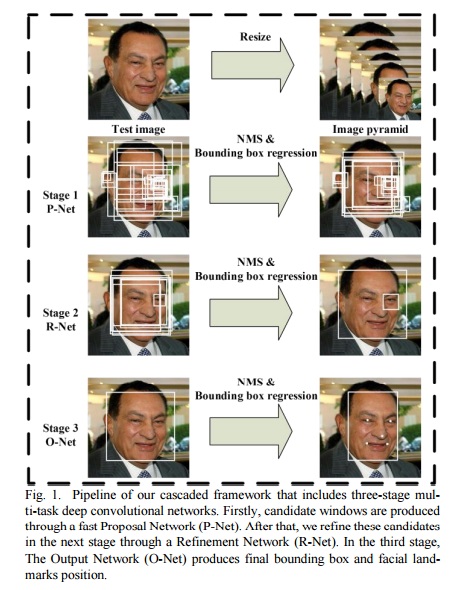 Resize
Test image
Image pyramid
NMS &
Bounding box regression
Stage 1
P-Net
NMS &
Bounding box regression
Stage 2
R-Net
NMS &
Bounding box regression
Stage 3
O-Net
Fig. 1. Pipeline of our cascaded framework that includes three-stage mul-
ti-task deep convolutional networks. Firstly, candidate windows are produced
through a fast Proposal Network (P-Net). After that, we refine these candidates
in the next stage through a Refinement Network (R-Net). In the third stage,
The Output Network (O-Net) produces final bounding box and facial land-
marks position.